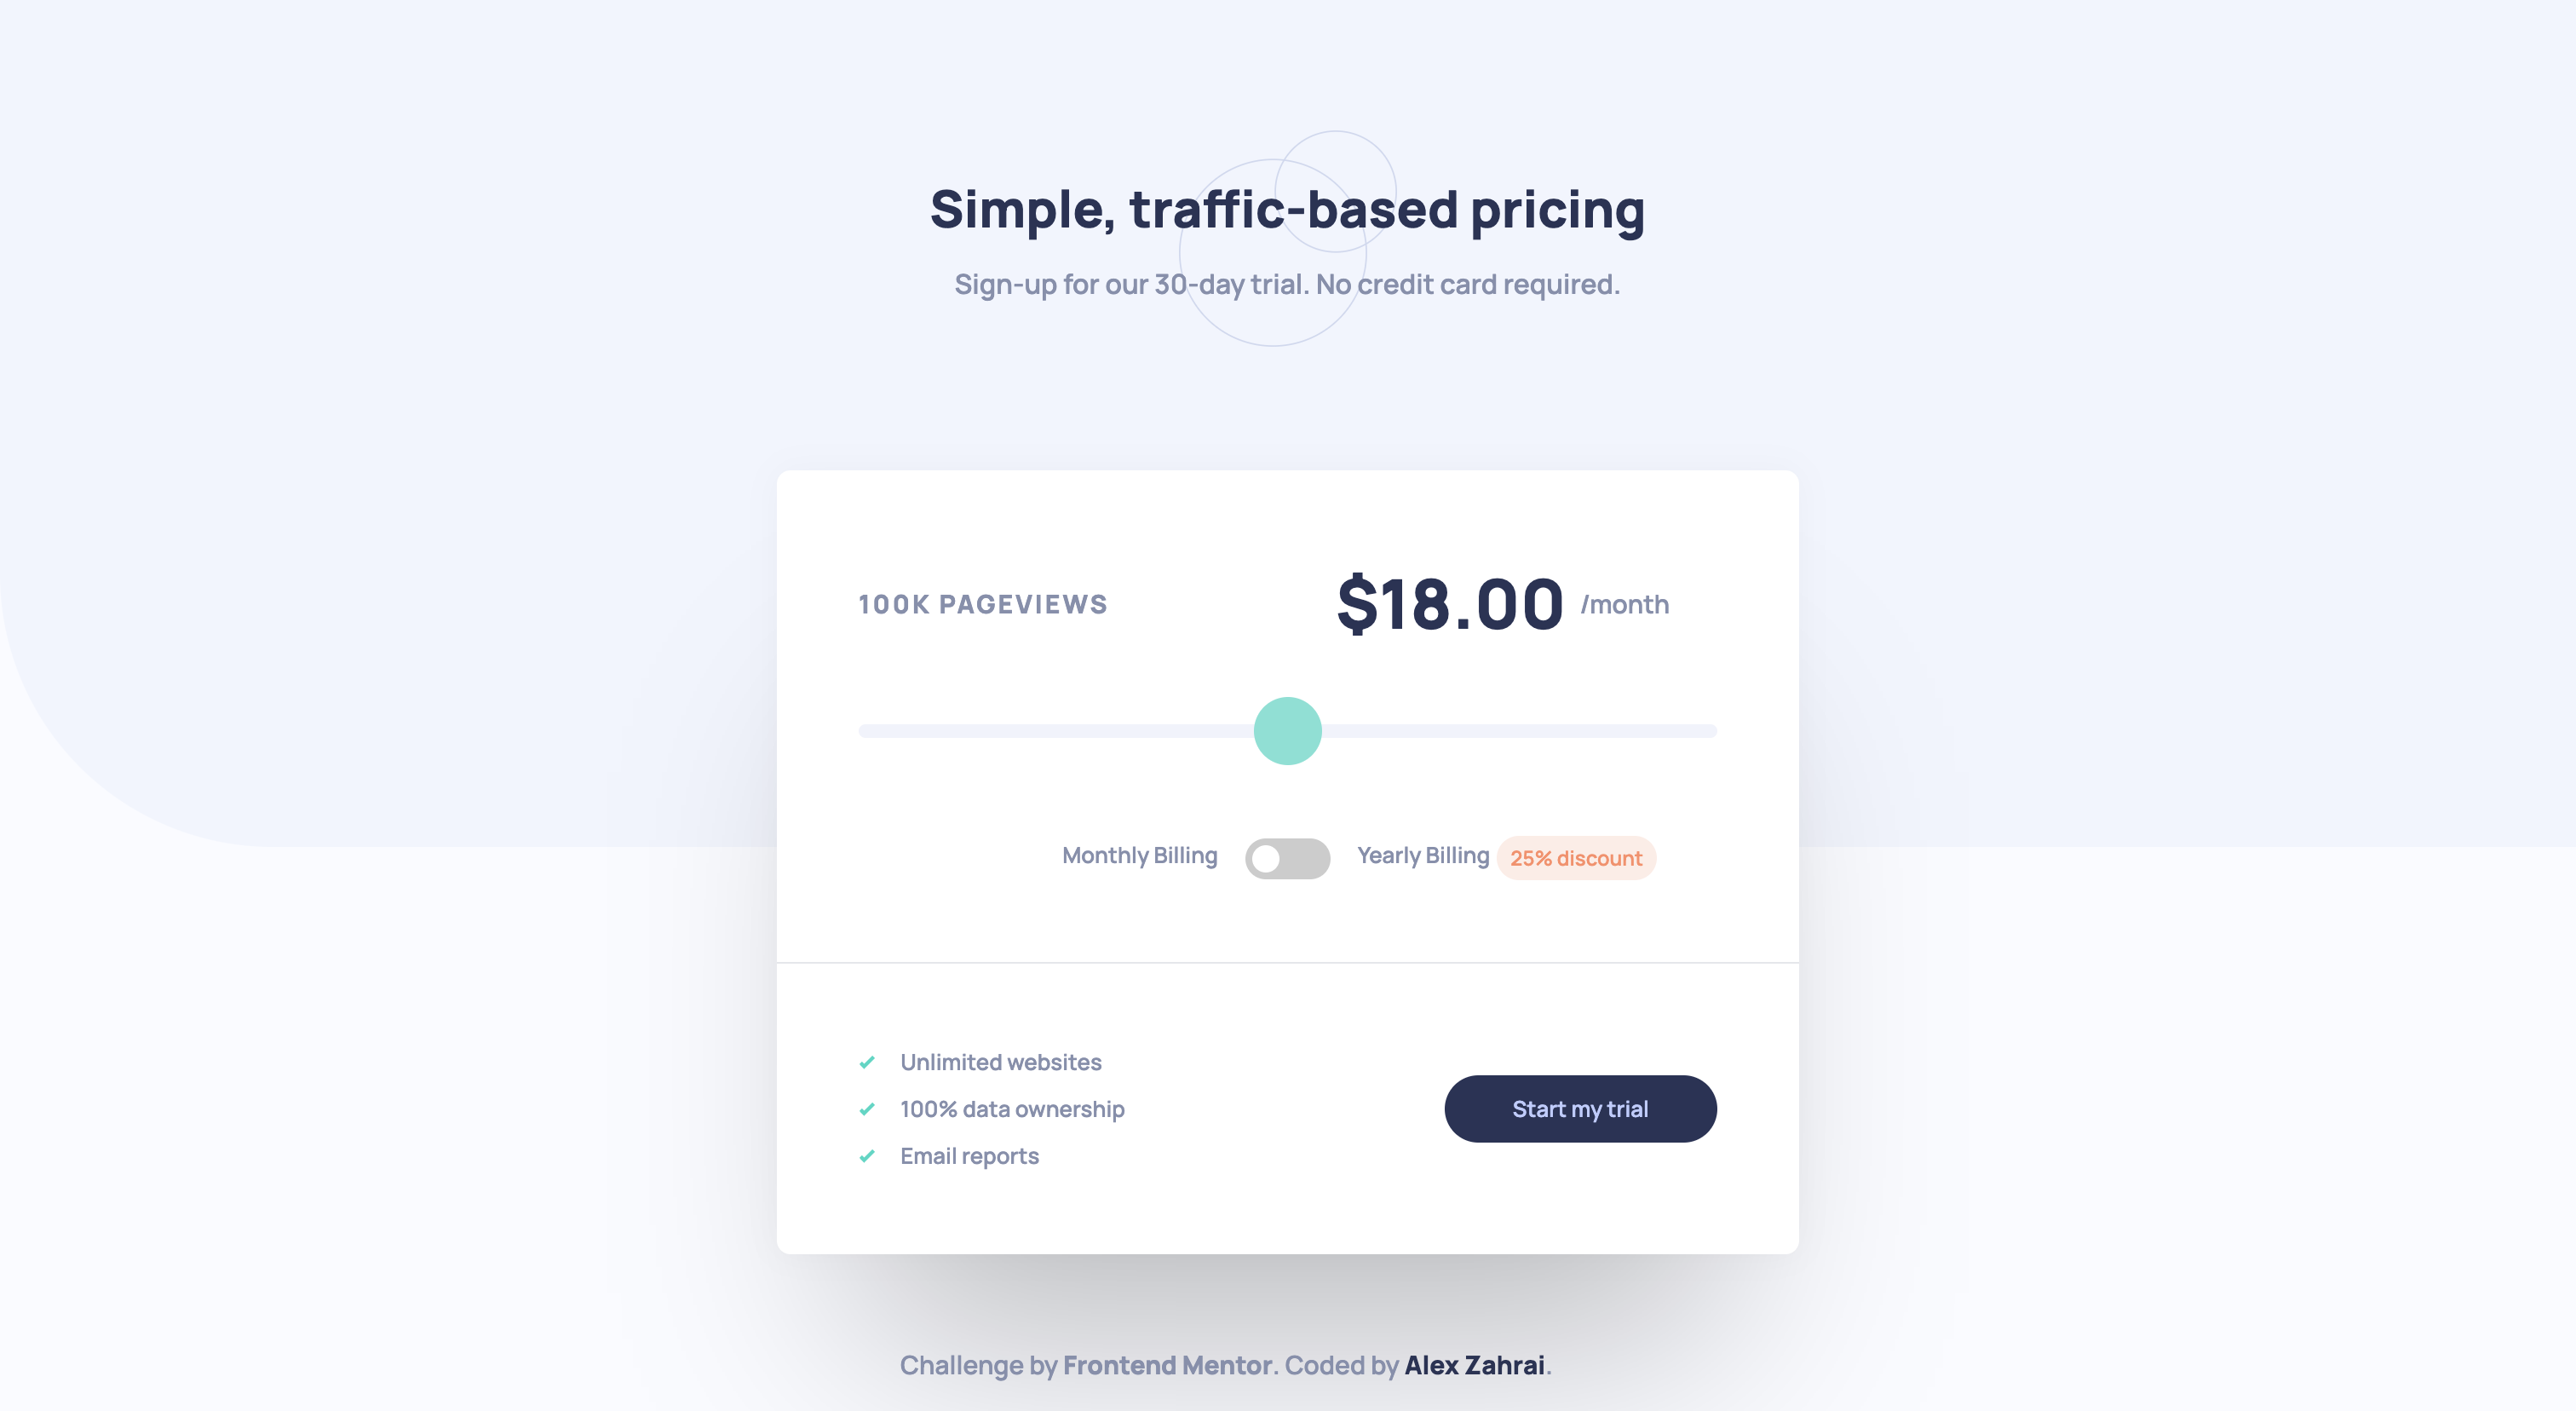 Simple, traffic-based pricing
Sign-up for our 30-day trial. No credit card required.
100K PAGEVIEWS
$18.00 /month
Monthly Billing Yearly Billing 25% discount
Unlimited websites
100% data ownership
Email reports
Start my trial
Challenge by Frontend Mentor. Coded by Alex Zahrai.